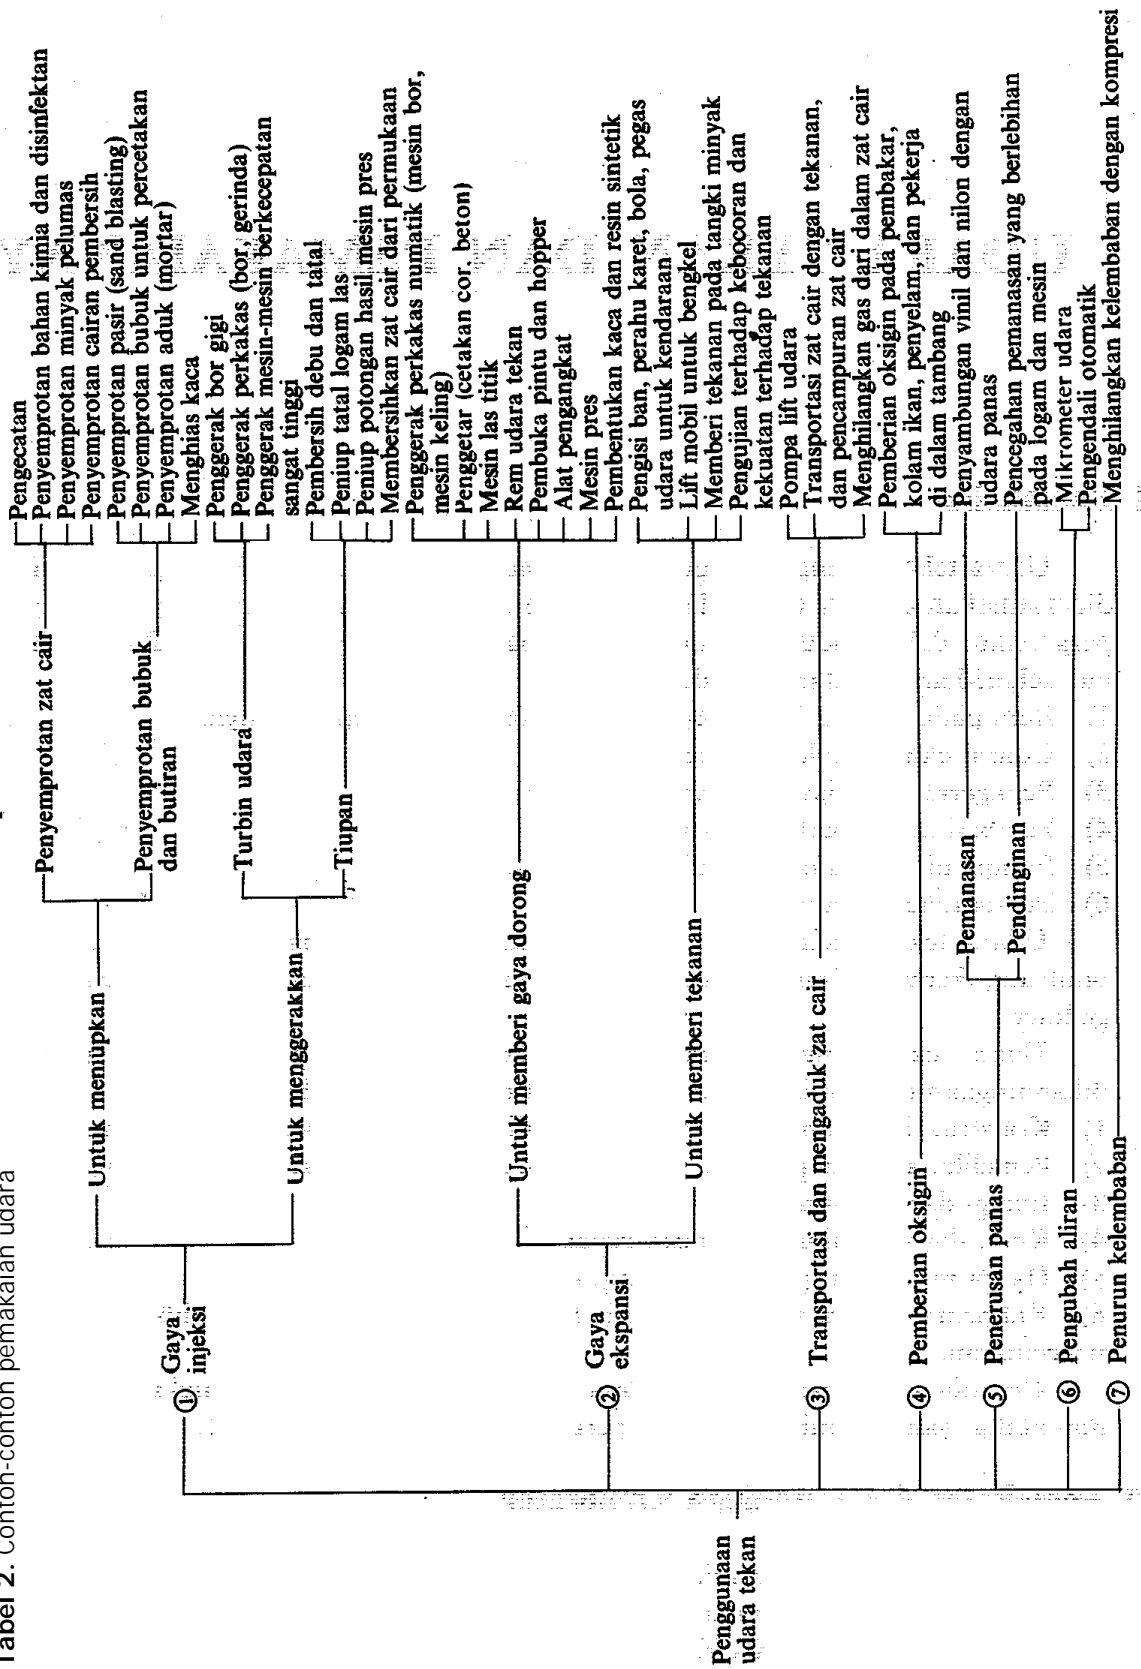 Tabel 2. Contoh-contoh pemakaian udara
Penggunaan
udara tekan
① Gaya
injeksi
Untuk meniupkan
Penyemprotan zat cair
Pengecatan
Penyemprotan bahan kimia dan disinfektan
Penyemprotan minyak pelumas
Penyemprotan cairan pembersih
Penyemprotan bubuk
dan butiran
Penyemprotan pasir (sand blasting)
Penyemprotan bubuk untuk percetakan
Penyemprotan aduk (mortar)
Menghias kaca
Untuk menggerakkan
Turbin udara
Penggerak bor gigi
Penggerak perkakas (bor, gerinda)
Penggerak mesin-mesin berkecepatan
sangat tinggi
Tiupan
Pembersih debu dan tatal
Peniup tatal logam las
Peniup potongan hasil mesin pres
Membersihkan zat cair dari permukaan
② Gaya
ekspansi
Untuk memberi gaya dorong
Penggerak perkakas numatik (mesin bor,
mesin keling)
Penggetar (cetakan cor, beton)
Mesin las titik
Rem udara tekan
Pembuka pintu dan hopper
Alat pengangkat
Mesin pres
Pembentukan kaca dan resin sintetik
Untuk memberi tekanan
Pengisi ban, perahu karet, bola, pegas
udara untuk kendaraan
Lift mobil untuk bengkel
Memberi tekanan pada tangki minyak
Pengujian terhadap kebocoran dan
kekuatan terhadap tekanan
③ Transportasi dan mengaduk zat cair
Pompa lift udara
Transportasi zat cair dengan tekanan,
dan pencampuran zat cair
Menghilangkan gas dari dalam zat cair
④ Pemberian oksigin
Pemberian oksigin pada pembakar,
kolam ikan, penyelam, dan pekerja
di dalam tambang
⑤ Penerusan panas
Pemanasan
Penyambungan vinil dan nilon dengan
udara panas
Pendinginan
Pencegahan pemanasan yang berlebihan
pada logam dan mesin
⑥ Pengubah aliran
Mikrometer udara
Pengendali otomatik
⑦ Penurun kelembaban
Menghilangkan kelembaban dengan kompresi